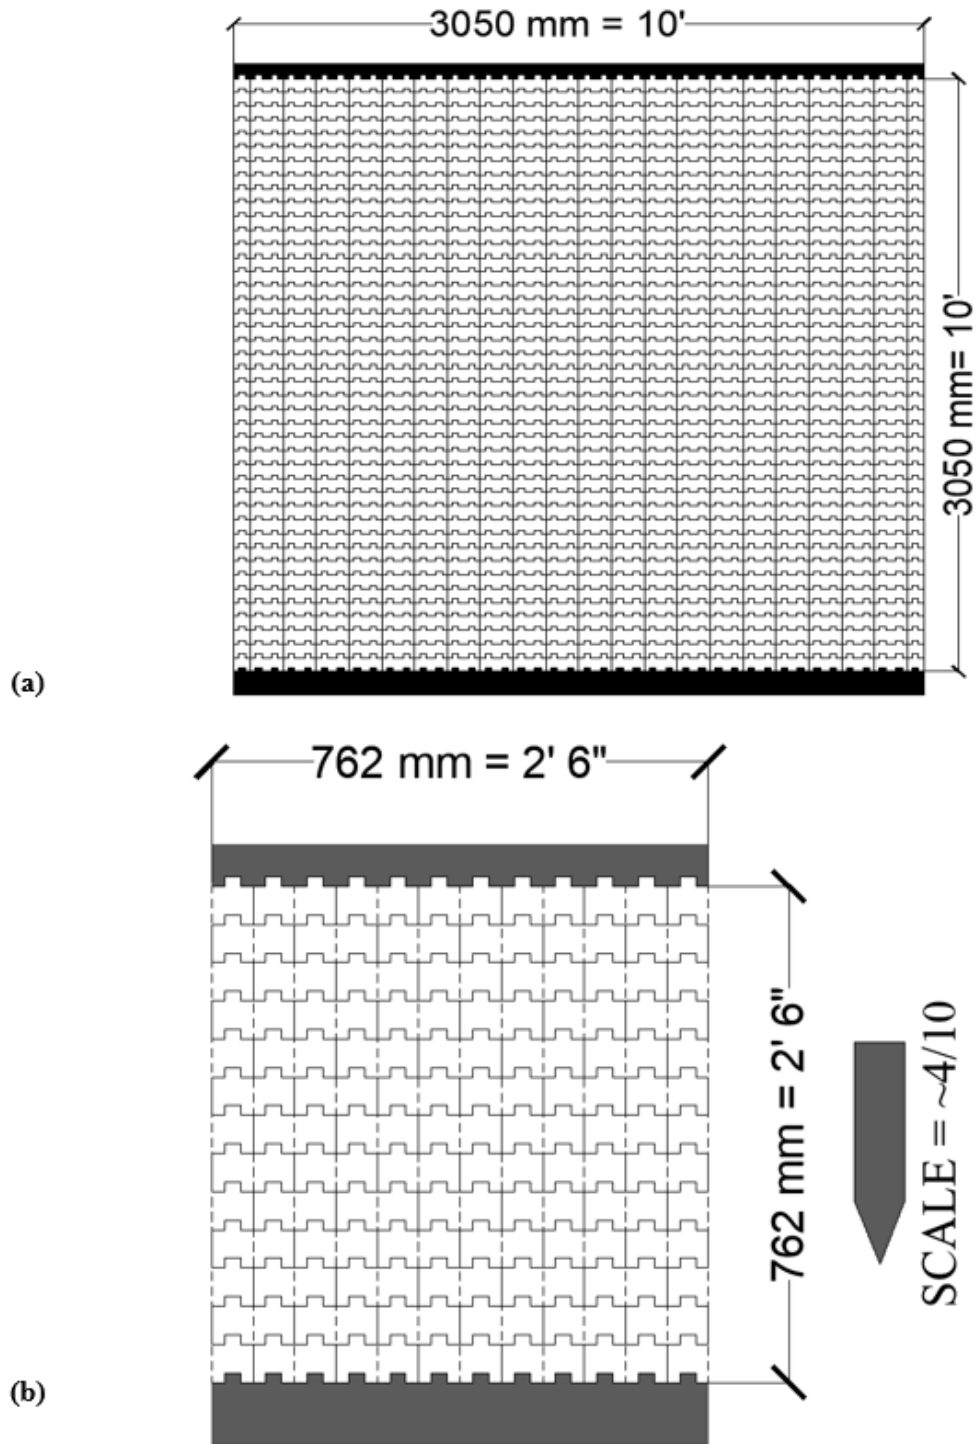 3050 mm = 10'
3050 mm= 10'
(a)
762 mm = 2' 6"
762 mm = 2' 6"
SCALE = ~4/10
(b)